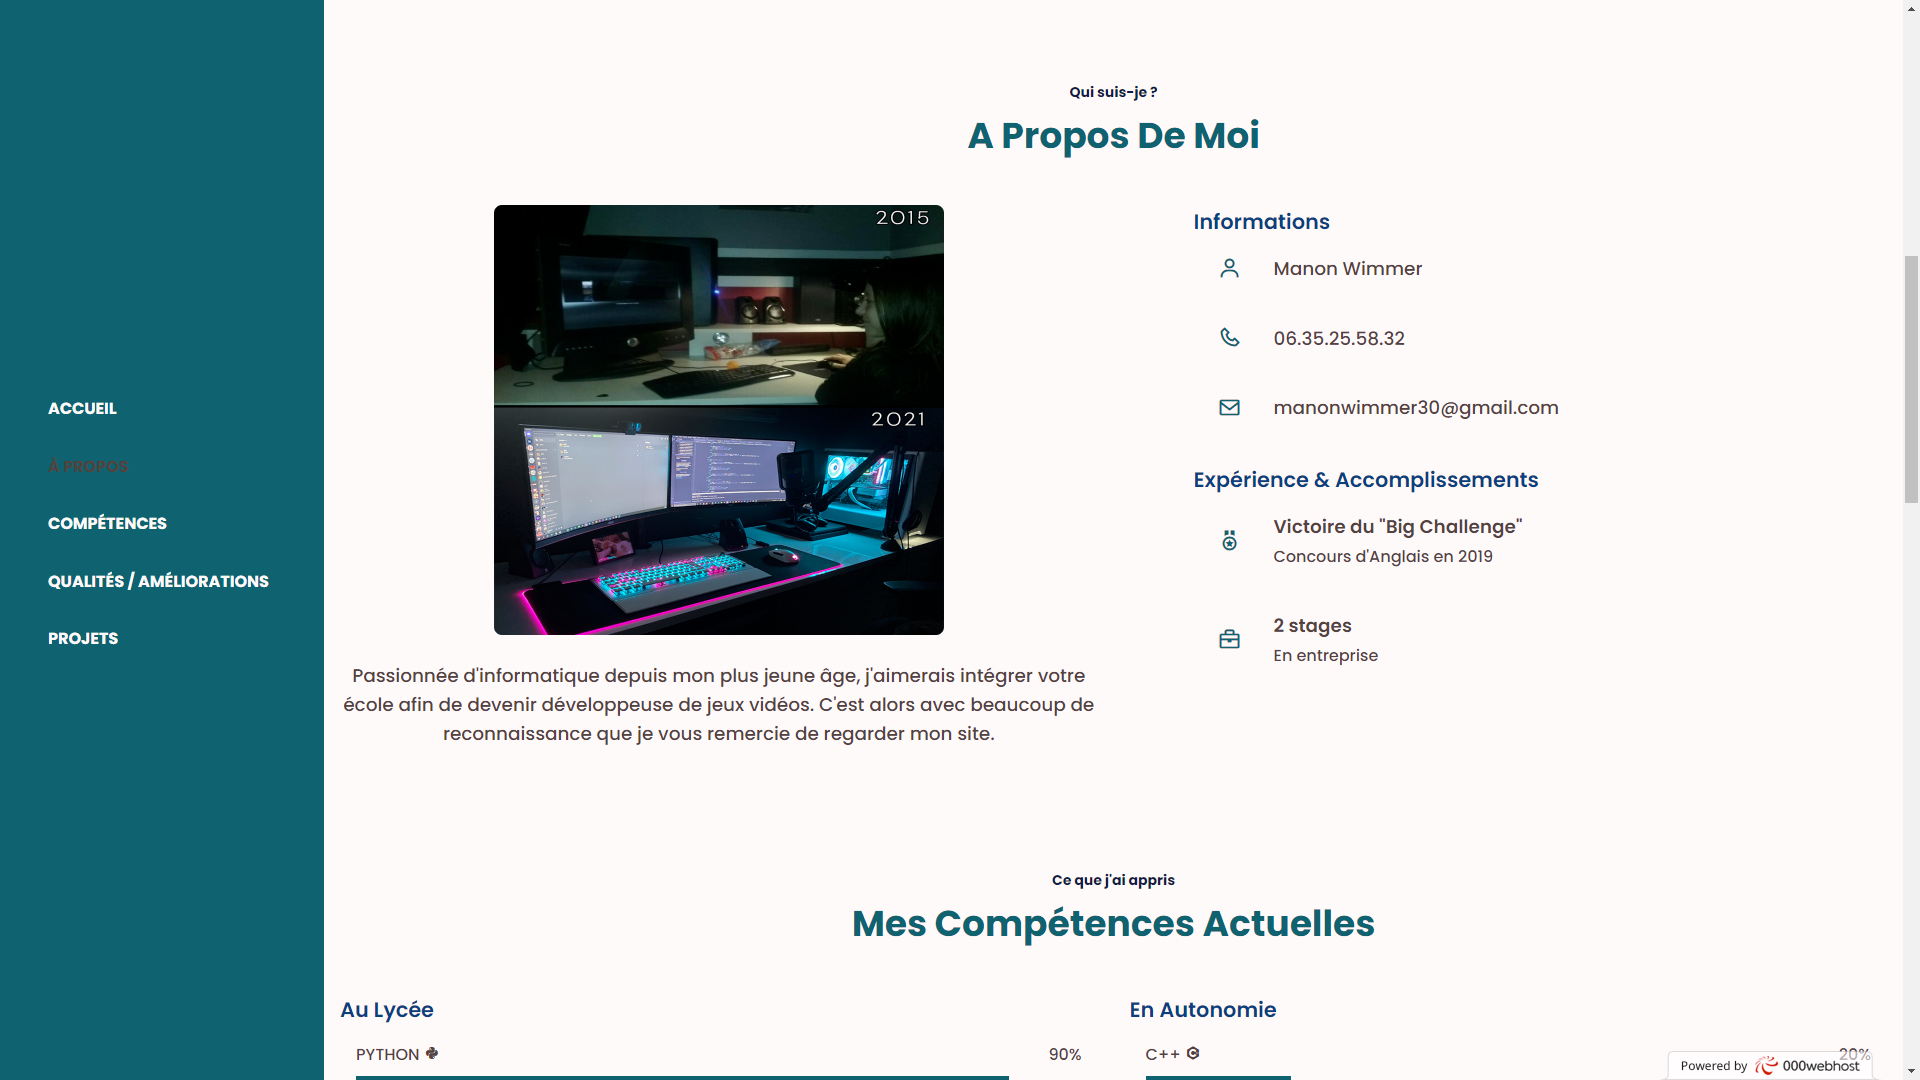 ACCUEIL
À PROPOS
COMPÉTENCES
QUALITÉS / AMÉLIORATIONS
PROJETS
Qui suis-je ?
A Propos De Moi
2015
2021
Passionnée d'informatique depuis mon plus jeune âge, j'aimerais intégrer votre
école afin de devenir développeuse de jeux vidéos. C'est alors avec beaucoup de
reconnaissance que je vous remercie de regarder mon site.
Informations
Manon Wimmer
06.35.25.58.32
manonwimmer30@gmail.com
Expérience & Accomplissements
Victoire du "Big Challenge"
Concours d'Anglais en 2019
2 stages
En entreprise
Ce que j'ai appris
Mes Compétences Actuelles
Au Lycée
PYTHON 90%
En Autonomie
C++ 20%
Powered by 000webhost